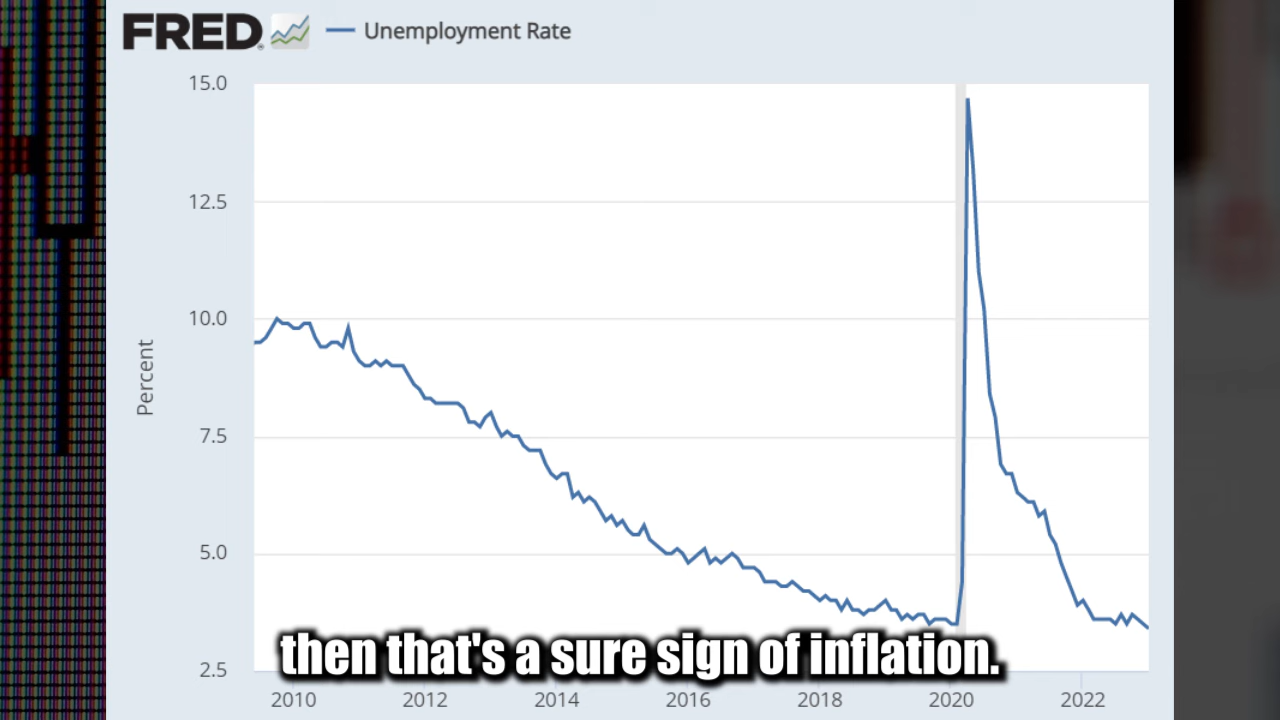 FRED Unemployment Rate
15.0
12.5
10.0
7.5
5.0
2.5
Percent
then that's a sure sign of inflation.
2010 2012 2014 2016 2018 2020 2022